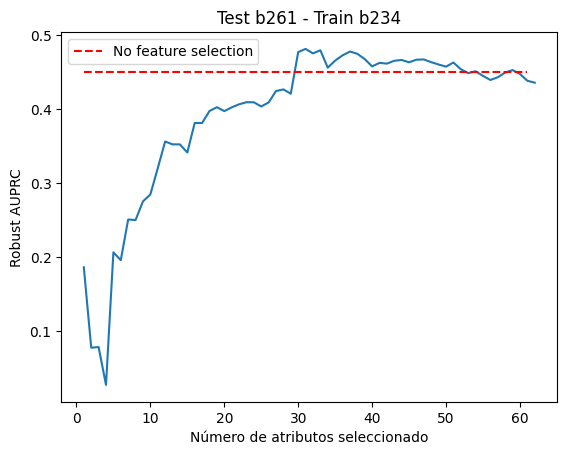 Test b261 - Train b234
No feature selection
Robust AUPRC
0.5
0.4
0.3
0.2
0.1
0 10 20 30 40 50 60
Número de atributos seleccionado